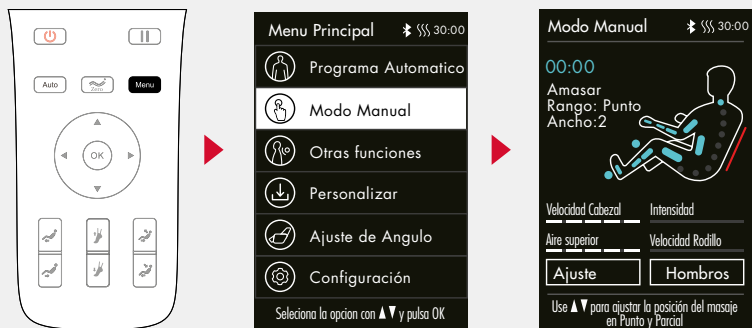 Auto
Zero
Menu
OK
Menu Principal 30:00
Programa Automatico
Modo Manual
Otras funciones
Personalizar
Ajuste de Angulo
Configuración
Seleciona la opcion con ▲▼ y pulsa OK
Modo Manual 30:00
00:00
Amasar
Rango: Punto
Ancho:2
Velocidad Cabezal Intensidad
Aire superior Velocidad Rodillo
Ajuste Hombros
Use ▲▼ para ajustar la posición del masaje
en Punto y Parcial